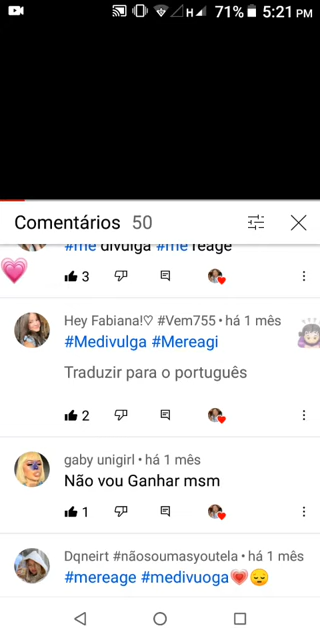 H 71% 5:21 PM
Comentários 50
#me divulga #me reage
3
Hey Fabiana!♡ #Vem755 • há 1 mês
#Medivulga #Mereagi
Traduzir para o português
2
gaby unigirl • há 1 mês
Não vou Ganhar msm
1
Dqneirt #nãosoumasyoutela • há 1 mês
#mereage #medivuoga💗😔